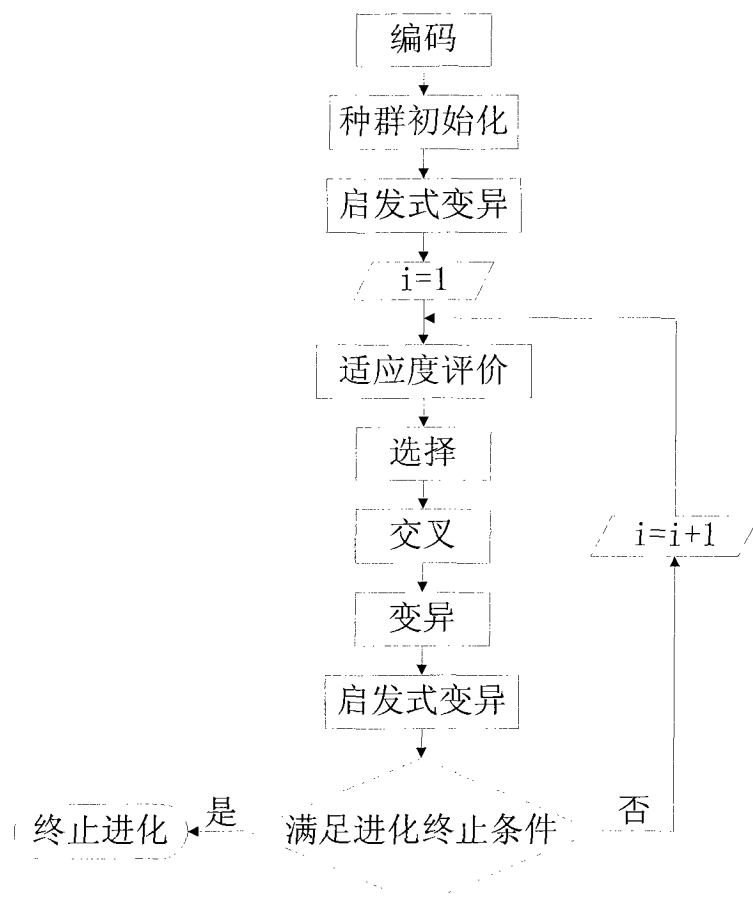 编码
种群初始化
启发式变异
i=1
适应度评价
选择
交叉
i=i+1
变异
启发式变异
是
否
终止进化
满足进化终止条件